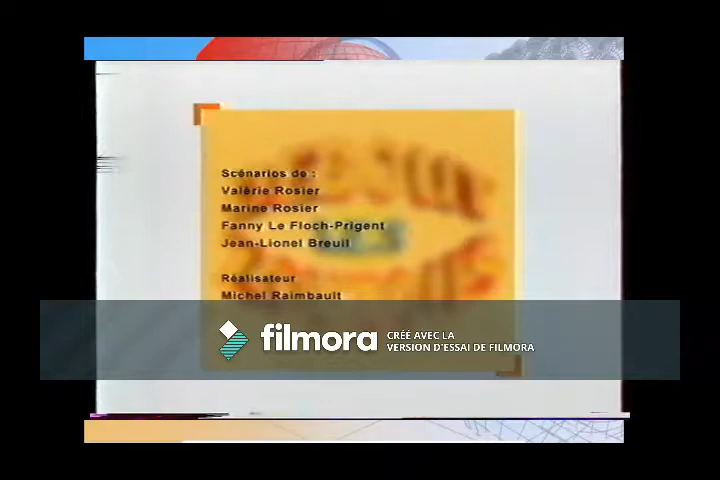 Scénarios de :
Valérie Rosier
Marine Rosier
Fanny Le Floch-Prigent
Jean-Lionel Breuil
Réalisateur
Michel Raimbault
filmora
CRÉÉ AVEC LA
VERSION D'ESSAI DE FILMORA